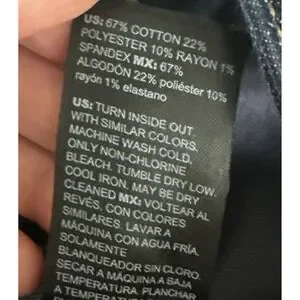 US: 67% COTTON 22%
POLYESTER 10% RAYON 1%
SPANDEX MX: 67%
ALGODÓN 22% poliéster 10%
rayón 1% elastano
US: TURN INSIDE OUT.
WITH SIMILAR COLORS.
MACHINE WASH COLD.
ONLY NON-CHLORINE
BLEACH. TUMBLE DRY LOW.
COOL IRON. MAY BE DRY
CLEANED MX: VOLTEAR AL
REVÉS, CON COLORES
SIMILARES. LAVAR A
MÁQUINA CON AGUA FRÍA.
SOLAMENTE
BLANQUEADOR SIN CLORO.
SECAR A MÁQUINA A BAJA
TEMPERATURA. PLANCHAR
A TEMPERATURA